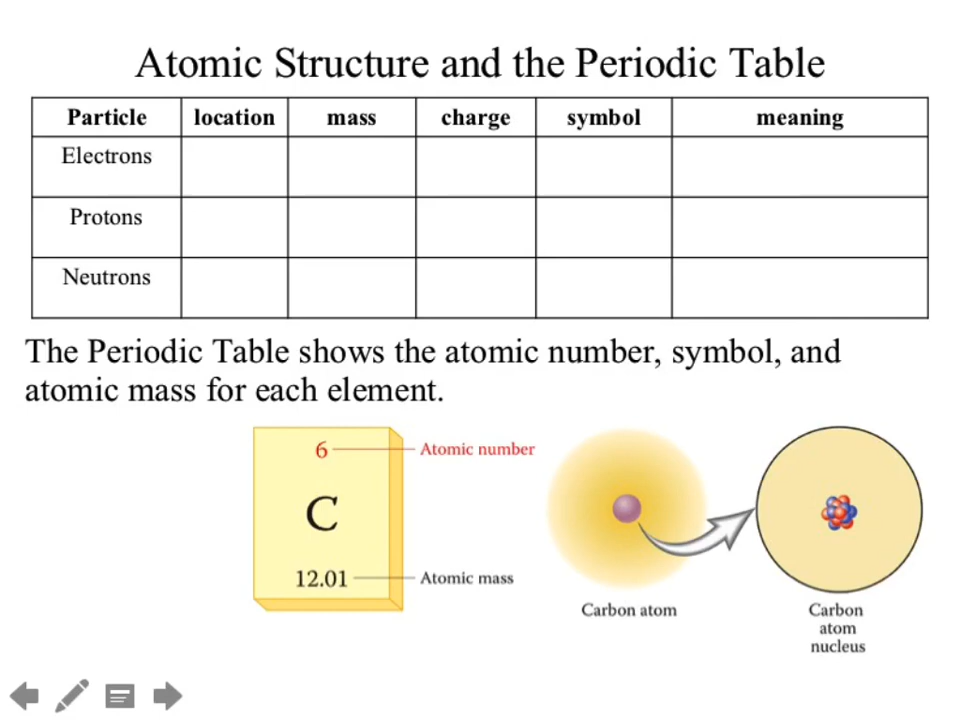 Atomic Structure and the Periodic Table
Particle location mass charge symbol meaning
Electrons
Protons
Neutrons
The Periodic Table shows the atomic number, symbol, and
atomic mass for each element.
6 Atomic number
C
12.01 Atomic mass
Carbon atom
Carbon
atom
nucleus